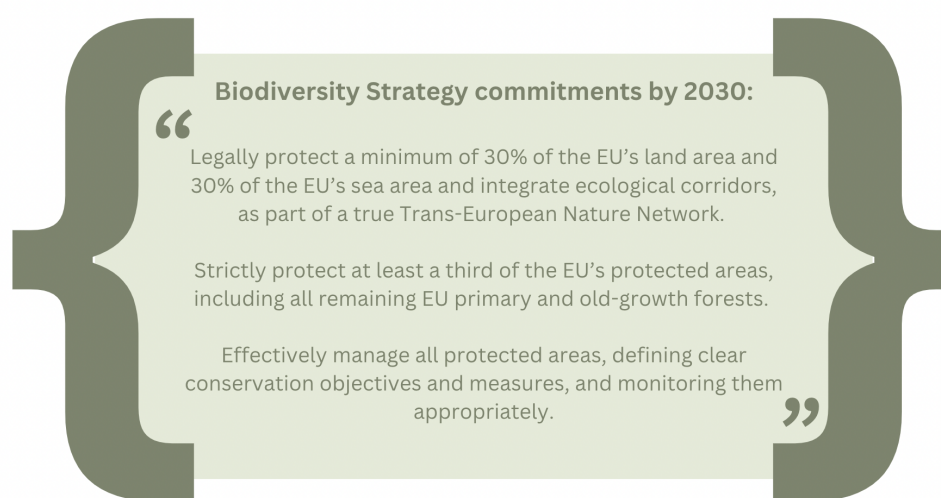 Biodiversity Strategy commitments by 2030:
“
Legally protect a minimum of 30% of the EU’s land area and
30% of the EU’s sea area and integrate ecological corridors,
as part of a true Trans-European Nature Network.
Strictly protect at least a third of the EU’s protected areas,
including all remaining EU primary and old-growth forests.
Effectively manage all protected areas, defining clear
conservation objectives and measures, and monitoring them
appropriately.
”